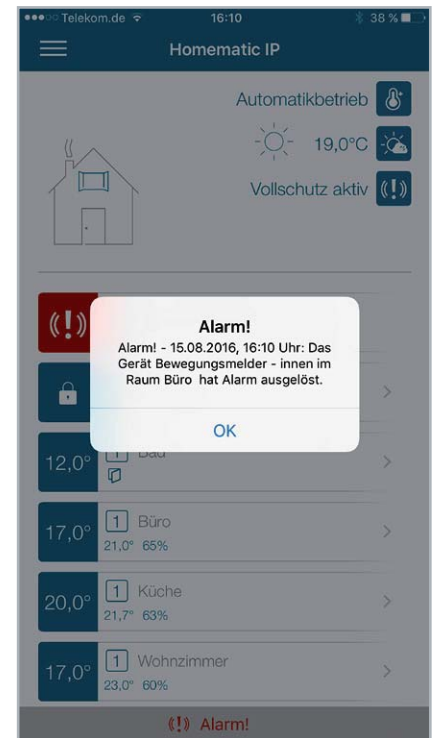 Telekom.de 16:10 38 %
Homematic IP
Automatikbetrieb
19,0°C
Vollschutz aktiv
Alarm!
Alarm! - 15.08.2016, 16:10 Uhr: Das
Gerät Bewegungsmelder - innen im
Raum Büro hat Alarm ausgelöst.
OK
12,0° 1 Bad
17,0° 1 Büro
21,0° 65%
20,0° 1 Küche
21,7° 63%
17,0° 1 Wohnzimmer
23,0° 60%
Alarm!